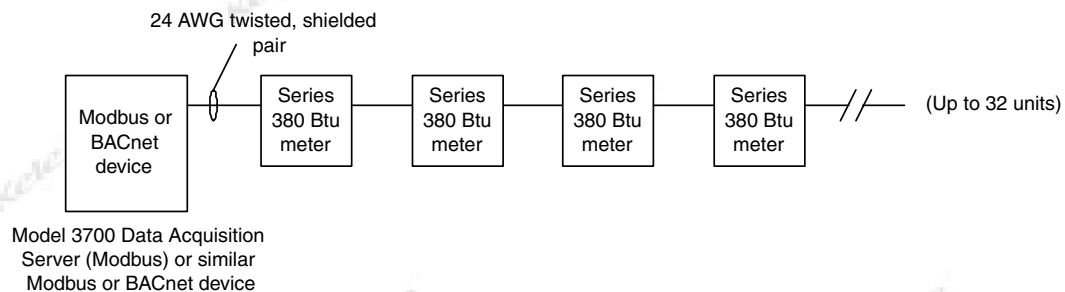 24 AWG twisted, shielded
pair
Modbus or
BACnet
device
Series
380 Btu
meter
Series
380 Btu
meter
Series
380 Btu
meter
Series
380 Btu
meter
(Up to 32 units)
Model 3700 Data Acquisition
Server (Modbus) or similar
Modbus or BACnet device